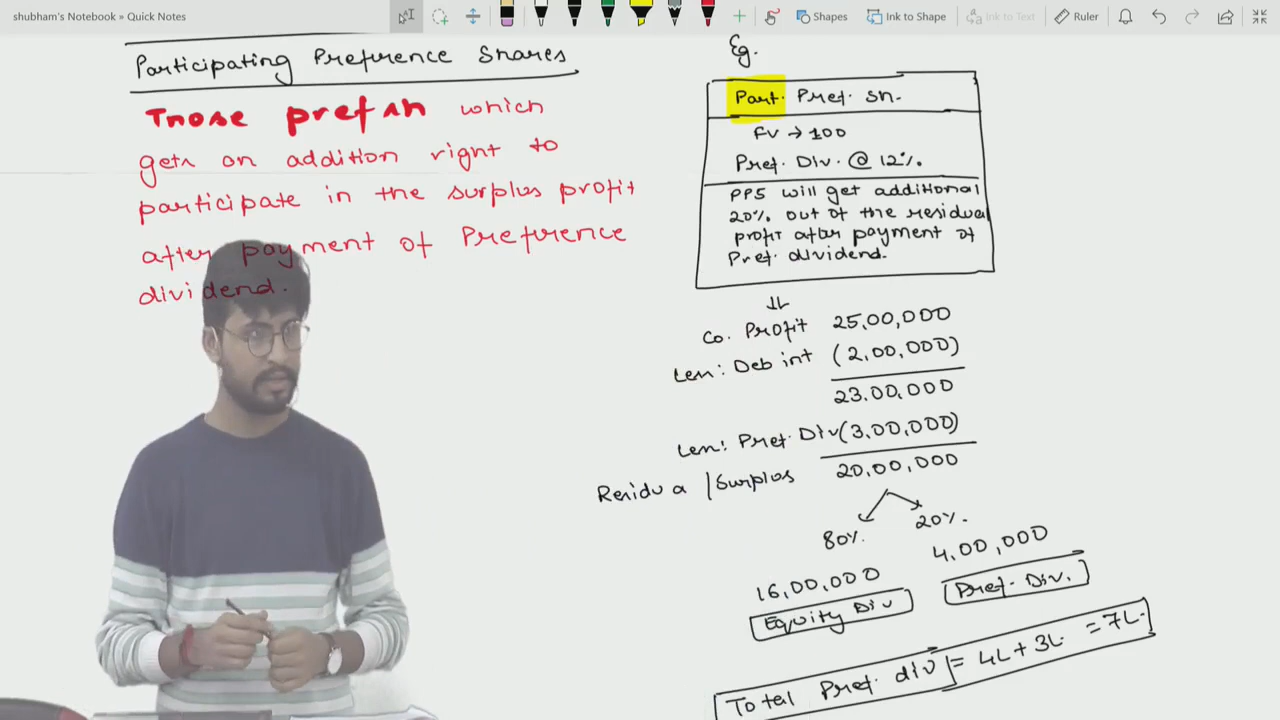 shubham's Notebook » Quick Notes
Shapes
Ink to Shape
Ink to Text
Ruler
Participating Preference Shares
Those pref sh which
gets an addition right to
participate in the surplus profit
after payment of Preference
dividend.
Eg.
Part. Pref. Sh.
FV → 100
Pref. Div. @ 12%.
PPS will get additional
20% out of the residual
profit after payment of
Pref. dividend.
Co. Profit 25,00,000
Less: Deb int (2,00,000)
23,00,000
Less: Pref. Div (3,00,000)
Residua /Surplus 20,00,000
80% 20%.
16,00,000 4,00,000
Equity Div Pref. Div.
Total Pref. div = 4L + 3L = 7L.